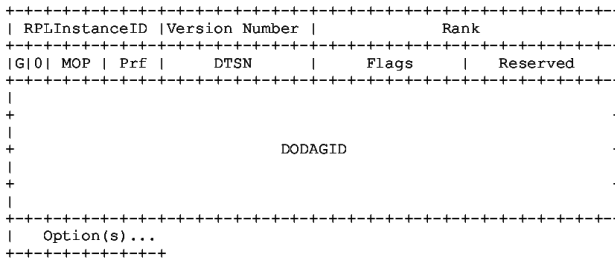 | RPLInstanceID |Version Number | Rank
|G|0| MOP | Prf | DTSN | Flags | Reserved
DODAGID
| Option(s)...